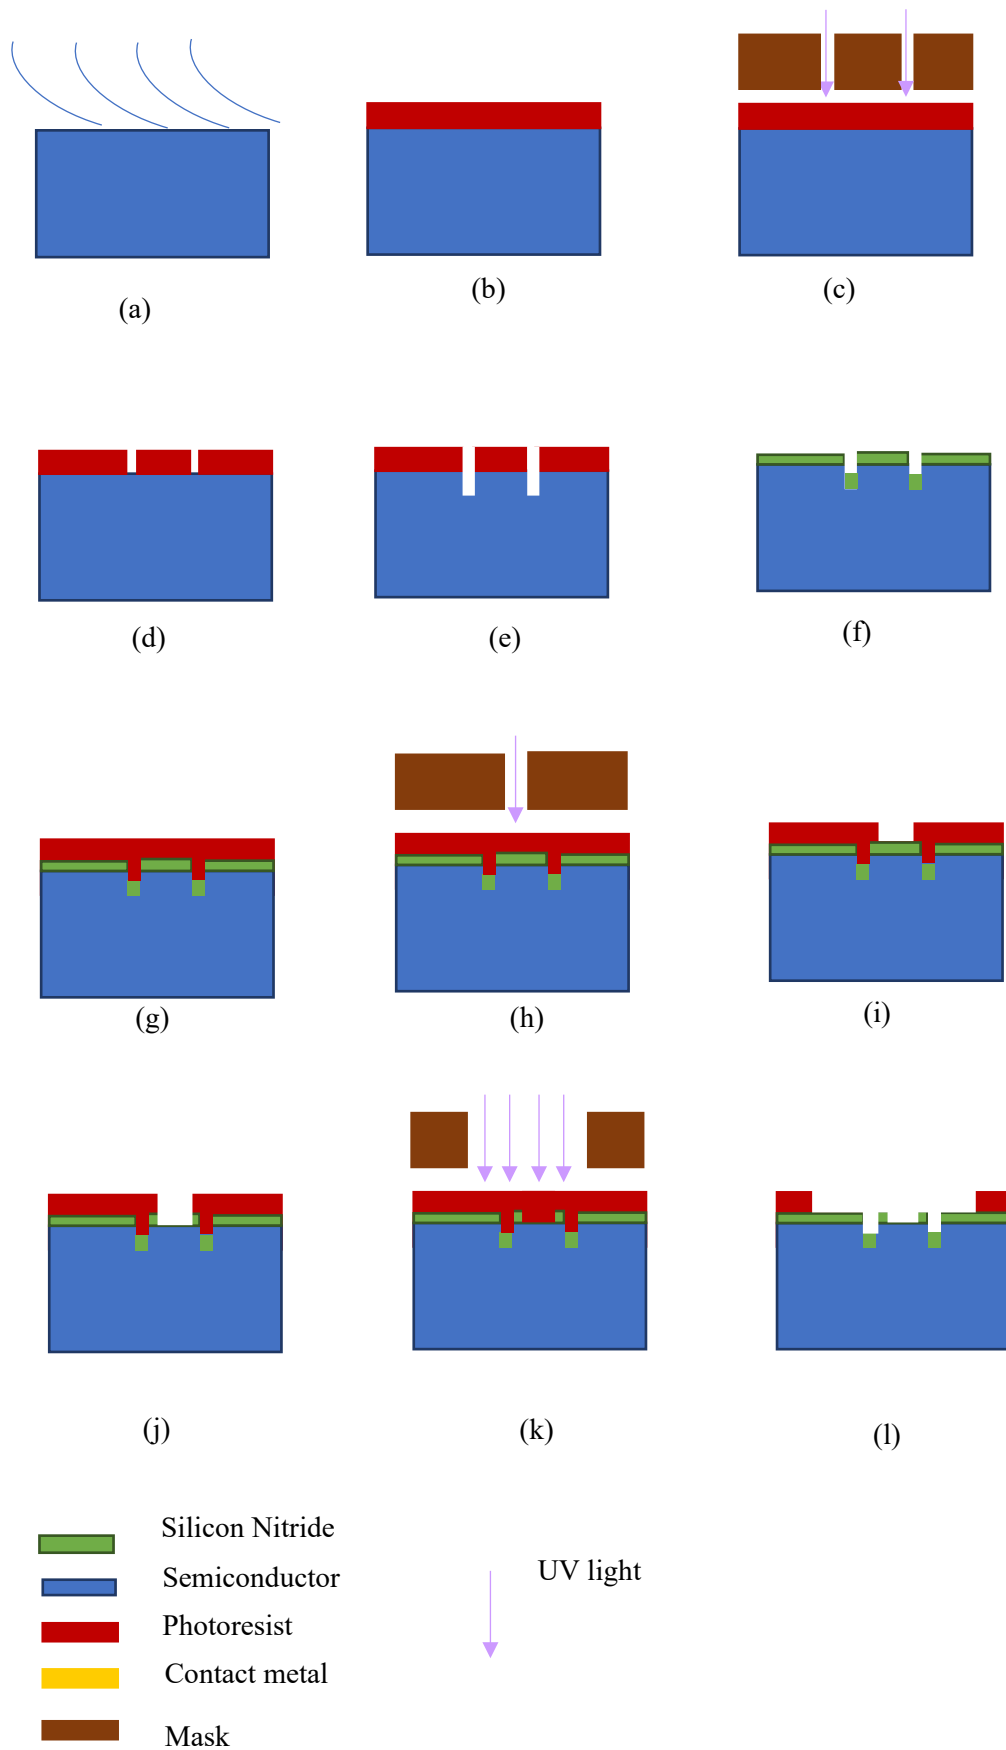 (a)
(b)
(c)
(d)
(e)
(f)
(g)
(h)
(i)
(j)
(k)
(l)
Silicon Nitride
Semiconductor
Photoresist
Contact metal
Mask
UV light